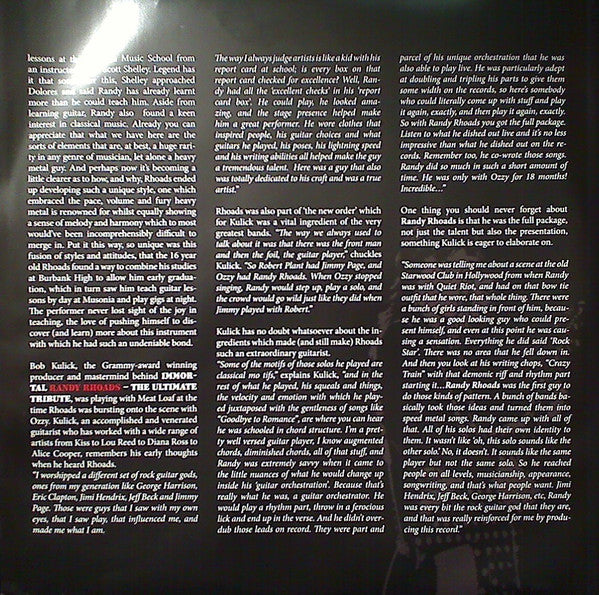 lessons at the Music School from
an instructor Scott Shelley. Legend has
it that soon this, Shelley approached
Dolores and said Randy has already learnt
more than he could teach him. Aside from
learning guitar, Randy also found a keen
interest in classical music. Already you can
appreciate that what we have here are the
sorts of elements that are, at best, a huge rari-
ty in any genre of musician, let alone a heavy
metal guy. And perhaps now it's becoming a
little clearer as to how, and why, Rhoads ended
up developing such a unique style, one which
embraced the pace, volume and fury heavy
metal is renowned for whilst equally showing
a sense of melody and harmony which to most
would've been incomprehensibly difficult to
merge in. Put it this way, so unique was this
fusion of styles and attitudes, that the 16 year
old Rhoads found a way to combine his studies
at Burbank High to allow him early gradua-
tion, which in turn saw him teach guitar les-
sons by day at Musonia and play gigs at night.
The performer never lost sight of the joy in
teaching, the love of pushing himself to dis-
cover (and learn) more about this instrument
with which he had such an undeniable bond.
Bob Kulick, the Grammy-award winning
producer and mastermind behind IMMOR-
TAL RANDY RHOADS – THE ULTIMATE
TRIBUTE, was playing with Meat Loaf at the
time Rhoads was bursting onto the scene with
Ozzy. Kulick, an accomplished and venerated
guitarist who has worked with a wide range of
artists from Kiss to Lou Reed to Diana Ross to
Alice Cooper, remembers his early thoughts
when he heard Rhoads.
"I worshipped a different set of rock guitar gods,
ones from my generation like George Harrison,
Eric Clapton, Jimi Hendrix, Jeff Beck and Jimmy
Page. Those were guys that I saw with my own
eyes, that I saw play, that influenced me, and
made me what I am.
The way I always judge artists is like a kid with his
report card at school; is every box on that
report card checked for excellence? Well, Ran-
dy had all the 'excellent checks' in his 'report
card box'. He could play, he looked ama-
zing, and the stage presence helped make
him a great performer. He wore clothes that
inspired people, his guitar choices and what
guitars he played, his poses, his lightning speed
and his writing abilities all helped make the guy
a tremendous talent. Here was a guy that also
was totally dedicated to his craft and was a true
artist."
Rhoads was also part of 'the new order' which
for Kulick was a vital ingredient of the very
greatest bands. "The way we always used to
talk about it was that there was the front man
and then the foil, the guitar player," chuckles
Kulick. "So Robert Plant had Jimmy Page, and
Ozzy had Randy Rhoads. When Ozzy stopped
singing, Randy would step up, play a solo, and
the crowd would go wild just like they did when
Jimmy played with Robert."
Kulick has no doubt whatsoever about the in-
gredients which made (and still make) Rhoads
such an extraordinary guitarist.
"Some of the motifs of those solos he played are
classical mo tifs," explains Kulick, "and in the
rest of what he played, his squeals and things,
the velocity and emotion with which he play-
ed juxtaposed with the gentleness of songs like
"Goodbye to Romance", are where you can hear
he was schooled in chord structure. I'm a pret-
ty well versed guitar player, I know augmented
chords, diminished chords, all of that stuff, and
Randy was extremely savvy when it came to
the little nuances of what he would change up
inside his 'guitar orchestration'. Because that's
really what he was, a guitar orchestrator. He
would play a rhythm part, throw in a ferocious
lick and end up in the verse. And he didn't over-
dub those leads on record. They were part and
parcel of his unique orchestration that he was
also able to play live. He was particularly adept
at doubling and tripling his parts to give them
some width on the records, so here's somebody
who could literally come up with stuff and play
it again, exactly, and then play it again, exactly.
So with Randy Rhoads you got the full package.
Listen to what he dished out live and it's no less
impressive than what he dished out on the re-
cords. Remember too, he co-wrote those songs.
Randy did so much in such a short amount of
time. He was only with Ozzy for 18 months!
Incredible..."
One thing you should never forget about
Randy Rhoads is that he was the full package,
not just the talent but also the presentation,
something Kulick is eager to elaborate on.
"Someone was telling me about a scene at the old
Starwood Club in Hollywood from when Randy
was with Quiet Riot, and had on that bow tie
outfit that he wore, that whole thing. There were
a bunch of girls standing in front of him, becau-
se he was a good looking guy who could pre-
sent himself, and even at this point he was cau-
sing a sensation. Everything he did said 'Rock
Star'. There was no area that he fell down in.
And then you look at his writing chops, "Crazy
Train" with that demonic riff and rhythm part
starting it...Randy Rhoads was the first guy to
do those kinds of pattern. A bunch of bands ba-
sically took those ideas and turned them into
speed metal songs. Randy came up with all of
that. All of his solos had their own identity to
them. It wasn't like 'oh, this solo sounds like the
other solo.' No, it doesn't. It sounds like the same
player but not the same solo. So he reached
people on all levels, musicianship, appearance,
songwriting, and that's what people want. Jimi
Hendrix, Jeff Beck, George Harrison, etc, Randy
was every bit the rock guitar god that they are,
and that was really reinforced for me by produ-
cing this record."